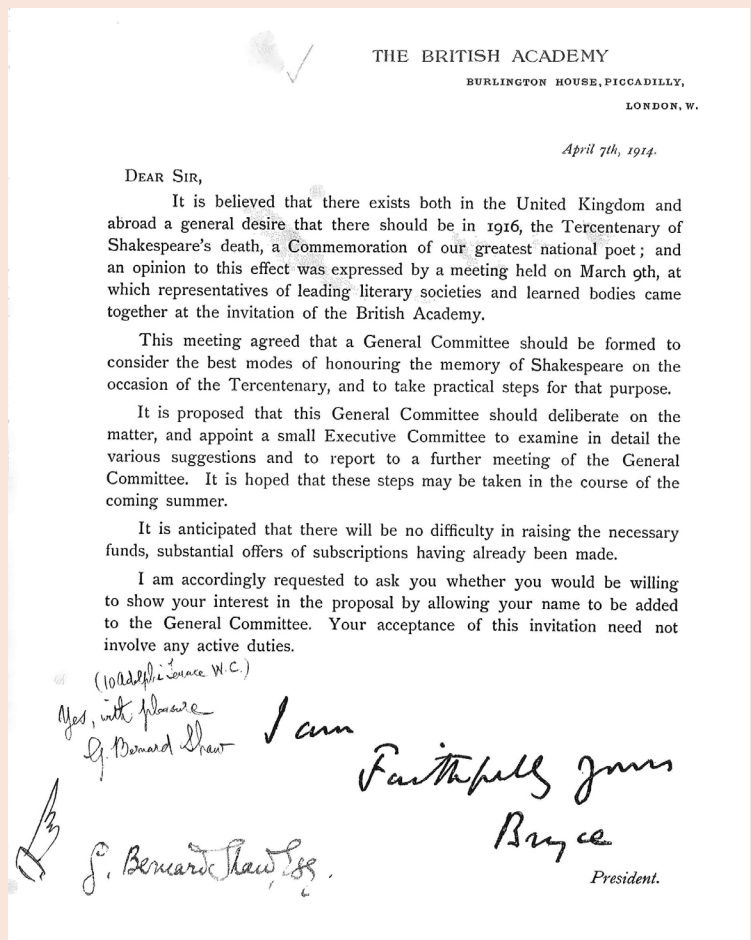 THE BRITISH ACADEMY
BURLINGTON HOUSE, PICCADILLY,
LONDON, W.
April 7th, 1914.
DEAR SIR,
It is believed that there exists both in the United Kingdom and
abroad a general desire that there should be in 1916, the Tercentenary of
Shakespeare's death, a Commemoration of our greatest national poet; and
an opinion to this effect was expressed by a meeting held on March 9th, at
which representatives of leading literary societies and learned bodies came
together at the invitation of the British Academy.
This meeting agreed that a General Committee should be formed to
consider the best modes of honouring the memory of Shakespeare on the
occasion of the Tercentenary, and to take practical steps for that purpose.
It is proposed that this General Committee should deliberate on the
matter, and appoint a small Executive Committee to examine in detail the
various suggestions and to report to a further meeting of the General
Committee. It is hoped that these steps may be taken in the course of the
coming summer.
It is anticipated that there will be no difficulty in raising the necessary
funds, substantial offers of subscriptions having already been made.
I am accordingly requested to ask you whether you would be willing
to show your interest in the proposal by allowing your name to be added
to the General Committee. Your acceptance of this invitation need not
involve any active duties.
(10 Adelphi Terrace W.C.)
Yes, with pleasure
G. Bernard Shaw
I am
Faithfully yours
Bryce
President.
G. Bernard Shaw, Esq.